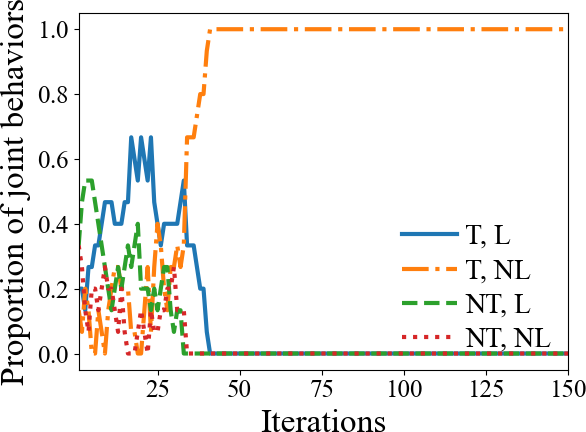 Proportion of joint behaviors
1.0
0.8
0.6
0.4
0.2
0.0
T, L
T, NL
NT, L
NT, NL
25 50 75 100 125 150
Iterations